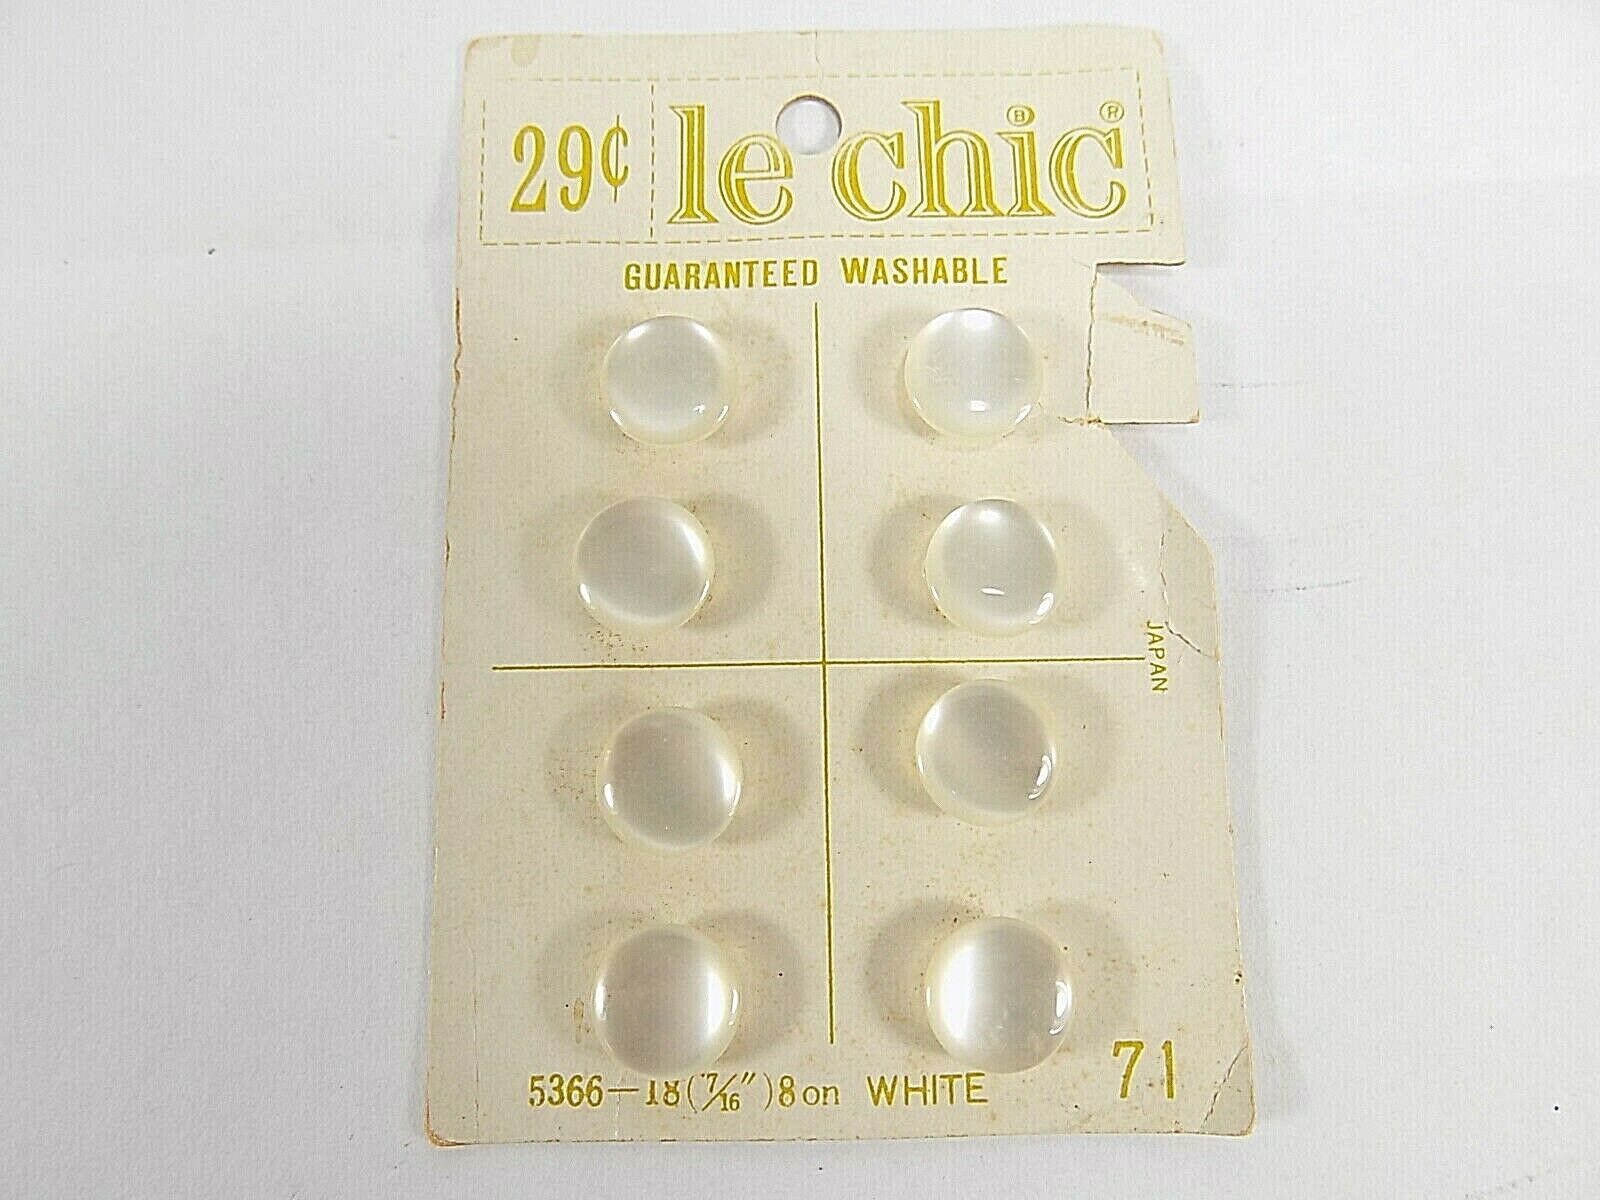 29¢ le chic ®
B
GUARANTEED WASHABLE
JAPAN
5366-18(7/16")8 on WHITE 71